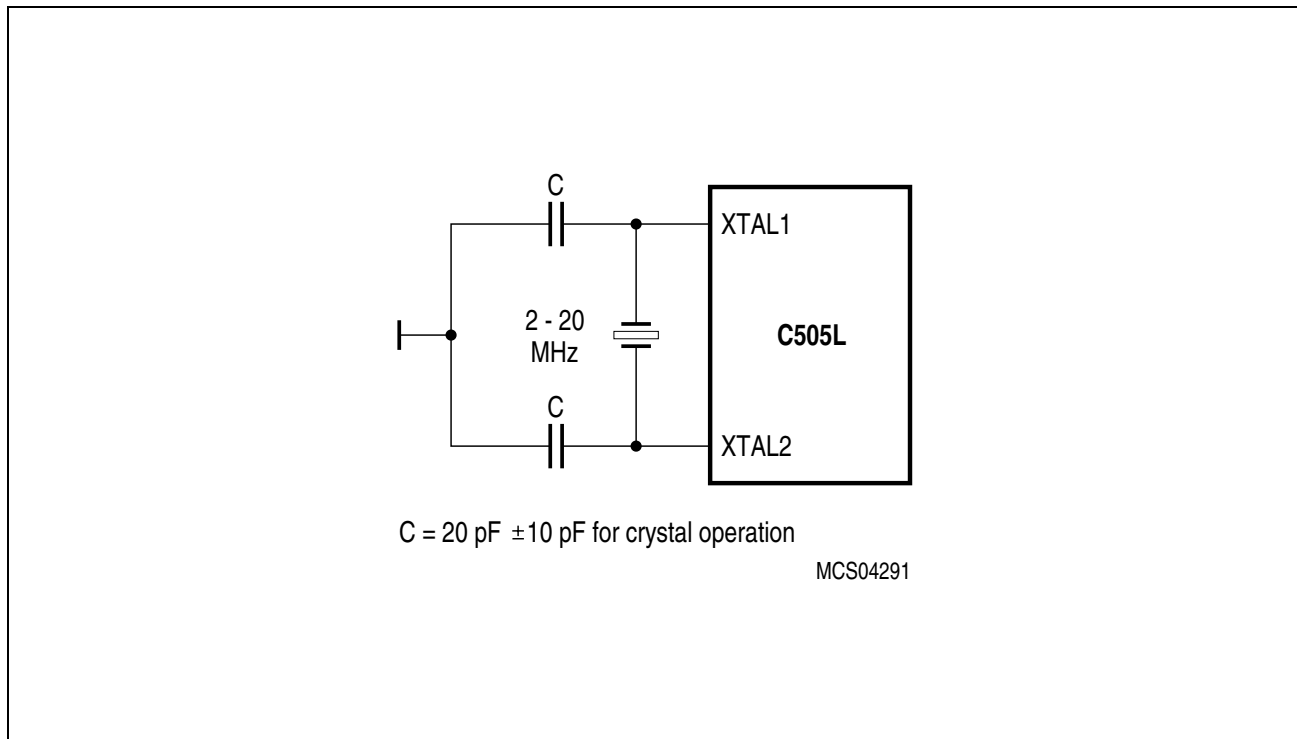 C
XTAL1
2 - 20
MHz
C505L
C
XTAL2
C = 20 pF ±10 pF for crystal operation
MCS04291